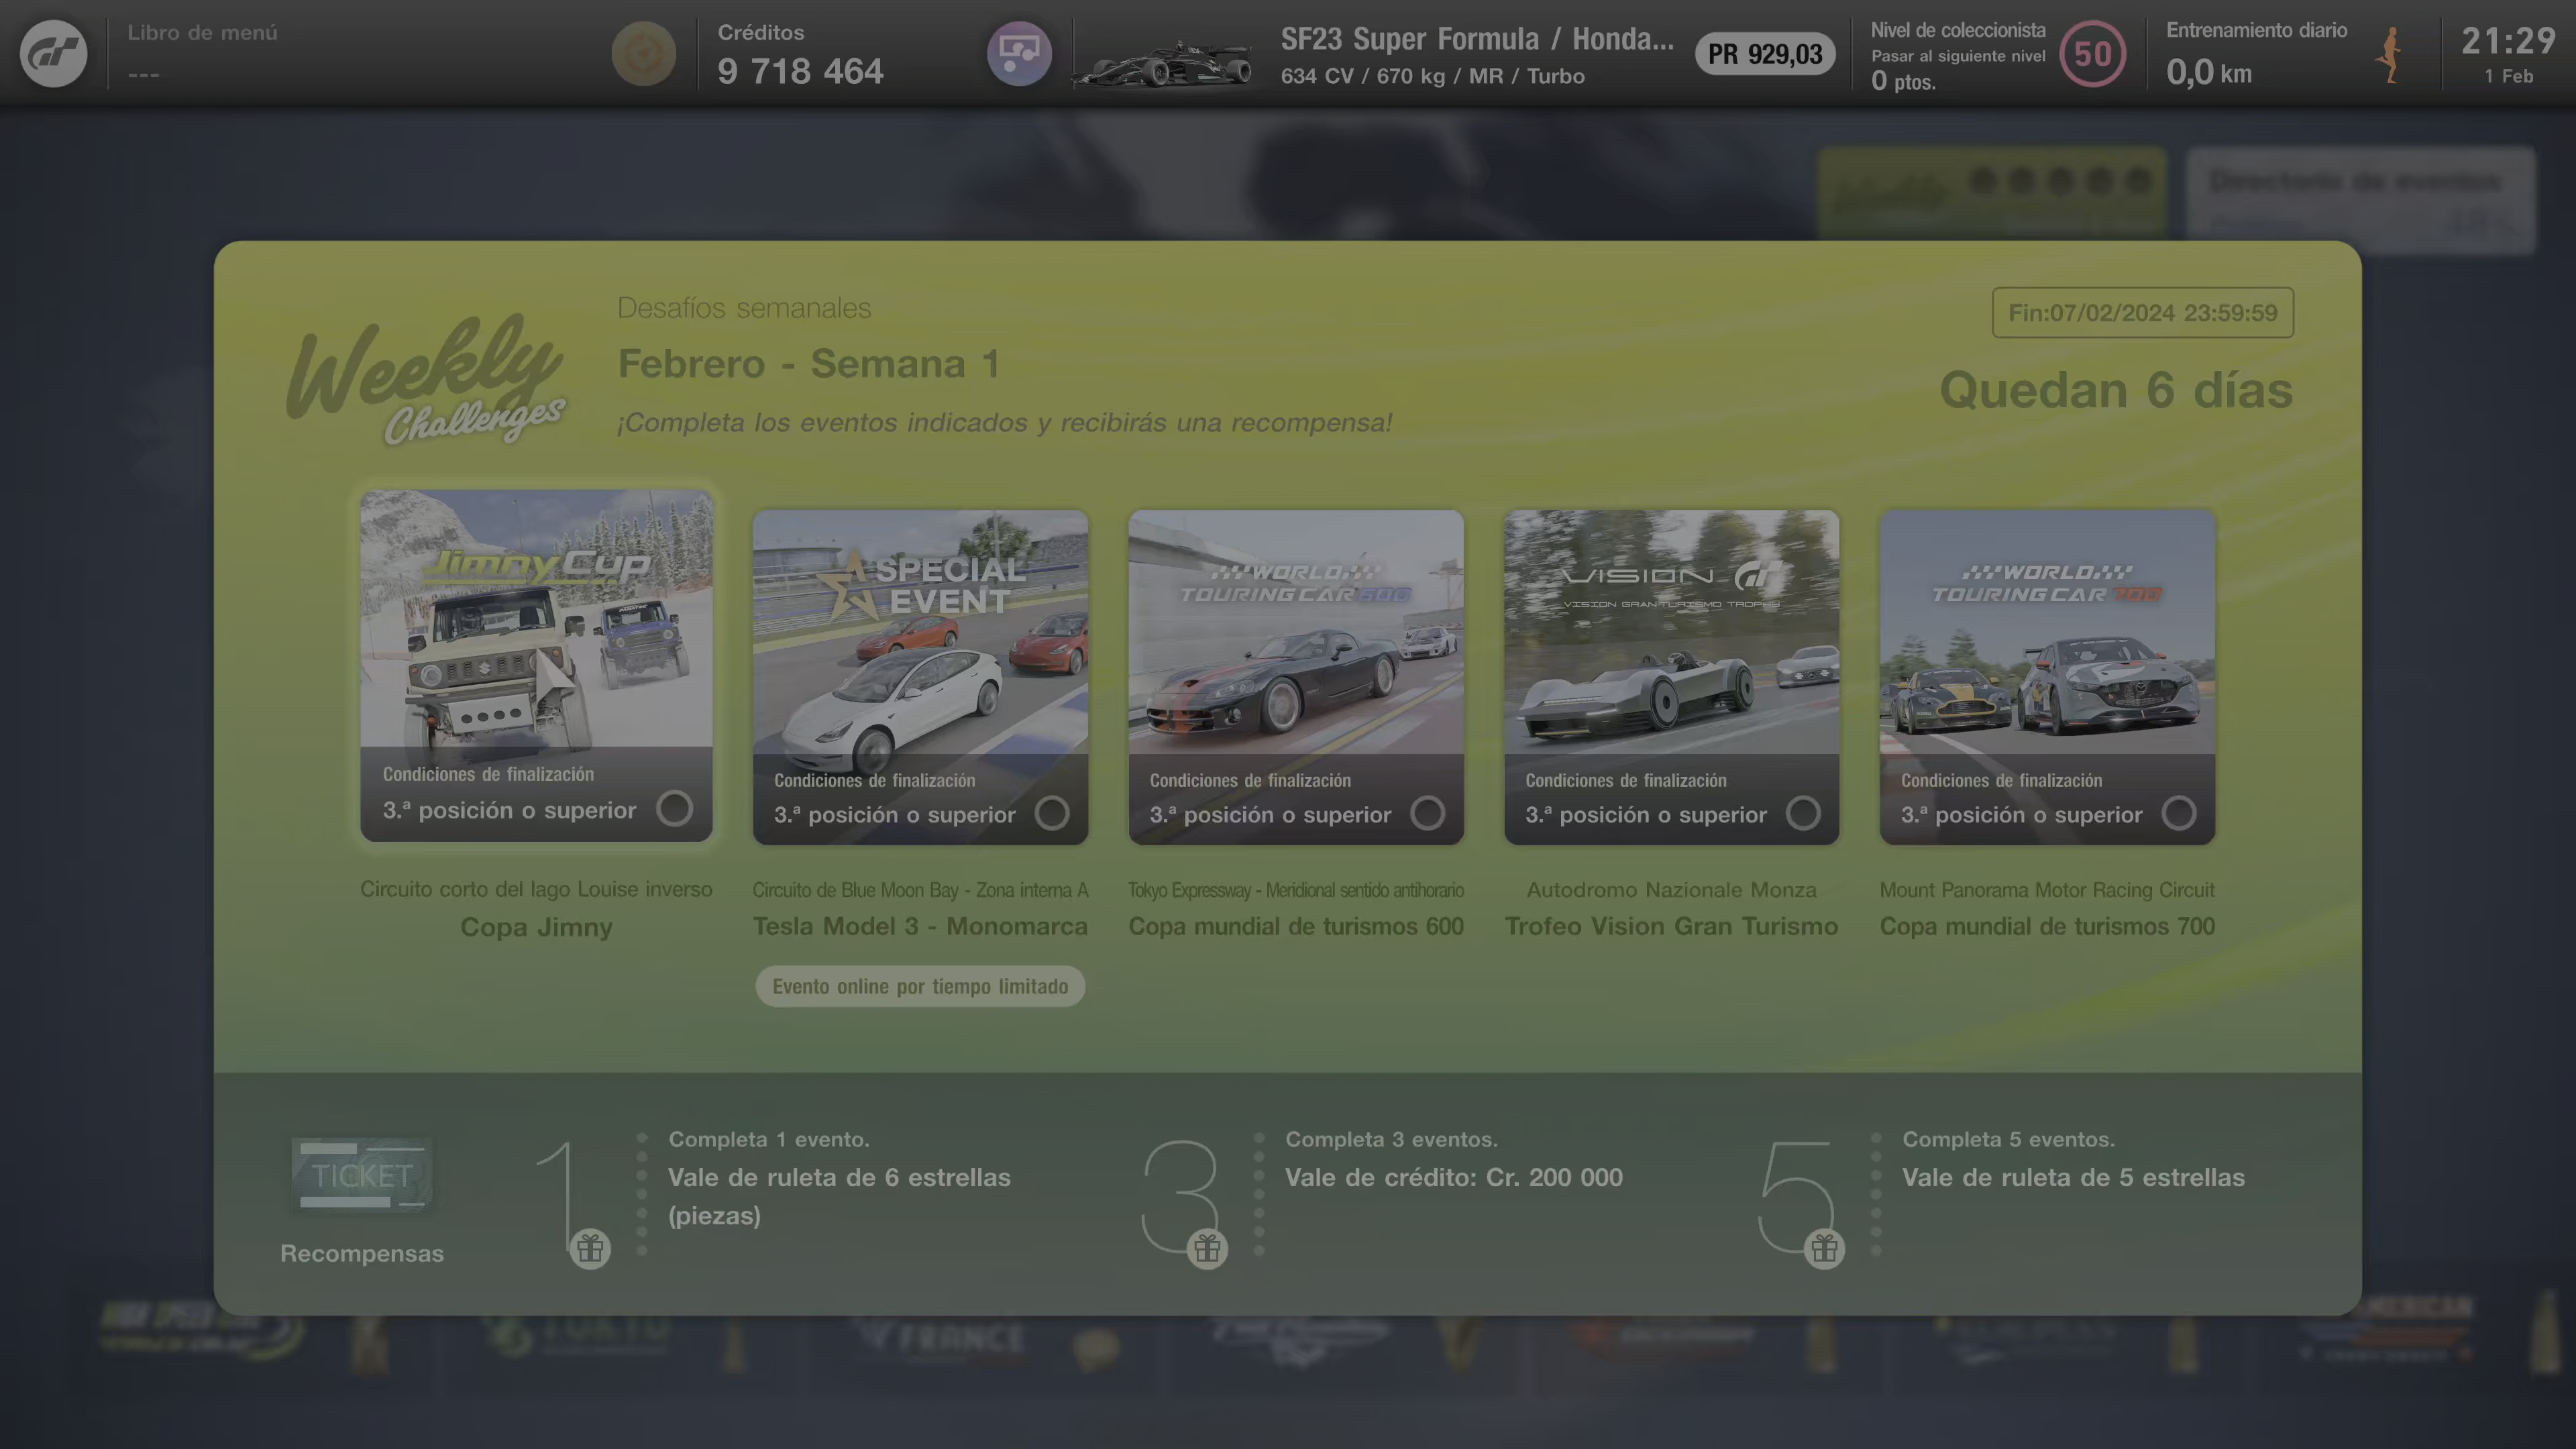 Libro de menú
---
Créditos
9 718 464
SF23 Super Formula / Honda...
634 CV / 670 kg / MR / Turbo
PR 929,03
Nivel de coleccionista
Pasar al siguiente nivel
0 ptos.
50
Entrenamiento diario
0,0 km
21:29
1 Feb
Directorio de eventos
Weekly
Challenges
Desafíos semanales
Febrero - Semana 1
¡Completa los eventos indicados y recibirás una recompensa!
Fin:07/02/2024 23:59:59
Quedan 6 días
Jimny Cup
Condiciones de finalización
3.ª posición o superior
Circuito corto del lago Louise inverso
Copa Jimny
SPECIAL
EVENT
Condiciones de finalización
3.ª posición o superior
Circuito de Blue Moon Bay - Zona interna A
Tesla Model 3 - Monomarca
Evento online por tiempo limitado
WORLD
TOURING CAR 600
Condiciones de finalización
3.ª posición o superior
Tokyo Expressway - Meridional sentido antihorario
Copa mundial de turismos 600
VISION GT
VISION GRAN TURISMO TROPHY
Condiciones de finalización
3.ª posición o superior
Autodromo Nazionale Monza
Trofeo Vision Gran Turismo
WORLD
TOURING CAR 700
Condiciones de finalización
3.ª posición o superior
Mount Panorama Motor Racing Circuit
Copa mundial de turismos 700
TICKET
Recompensas
1
Completa 1 evento.
Vale de ruleta de 6 estrellas
(piezas)
3
Completa 3 eventos.
Vale de crédito: Cr. 200 000
5
Completa 5 eventos.
Vale de ruleta de 5 estrellas
TOKYO
FRANCE
AMERICAN